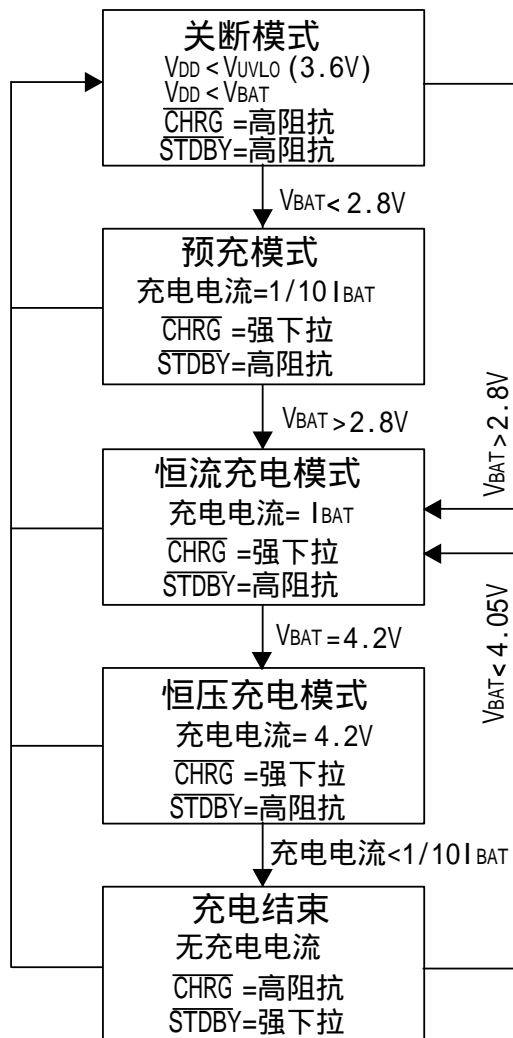 关断模式
VDD < VUVLO (3.6V)
VDD < VBAT
CHRG =高阻抗
STDBY=高阻抗
VBAT< 2.8V
预充模式
充电电流=1/10IBAT
CHRG =强下拉
STDBY=高阻抗
VBAT>2.8V
恒流充电模式
充电电流= IBAT
CHRG =强下拉
STDBY=高阻抗
VBAT>2.8V
VBAT<4.05V
VBAT=4.2V
恒压充电模式
充电电流= 4.2V
CHRG =强下拉
STDBY=高阻抗
充电电流<1/10IBAT
充电结束
无充电电流
CHRG =高阻抗
STDBY=强下拉